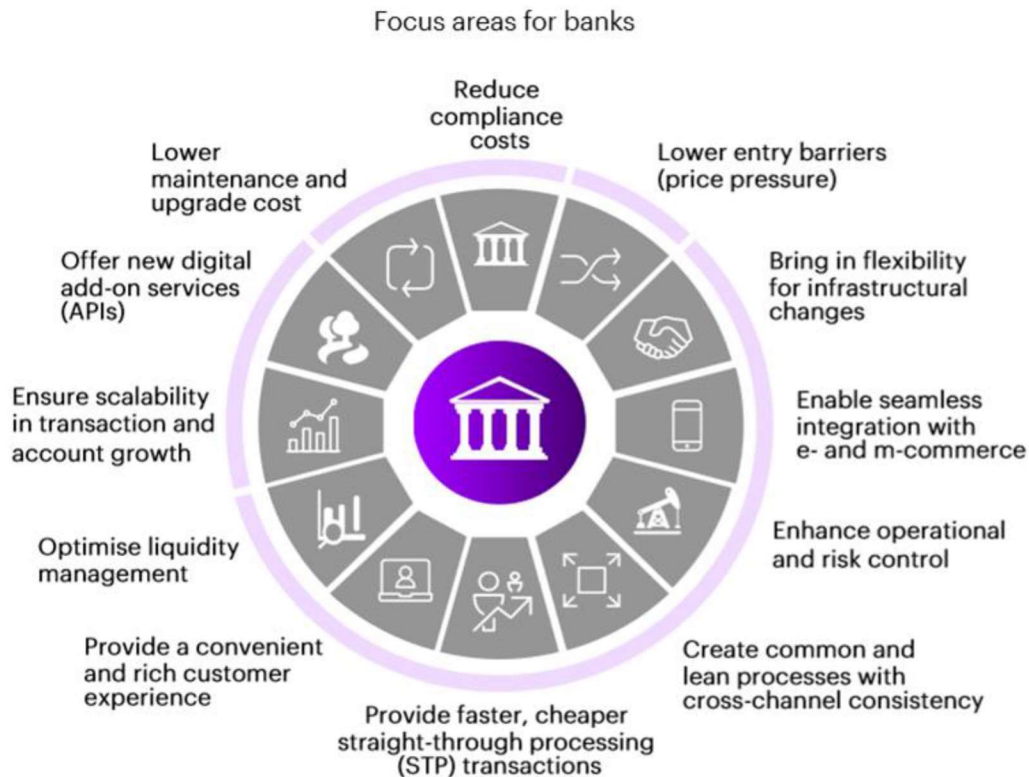 Focus areas for banks
Reduce
compliance
costs
Lower entry barriers
(price pressure)
Bring in flexibility
for infrastructural
changes
Enable seamless
integration with
e- and m-commerce
Enhance operational
and risk control
Create common and
lean processes with
cross-channel consistency
Provide faster, cheaper
straight-through processing
(STP) transactions
Provide a convenient
and rich customer
experience
Optimise liquidity
management
Ensure scalability
in transaction and
account growth
Offer new digital
add-on services
(APIs)
Lower
maintenance and
upgrade cost